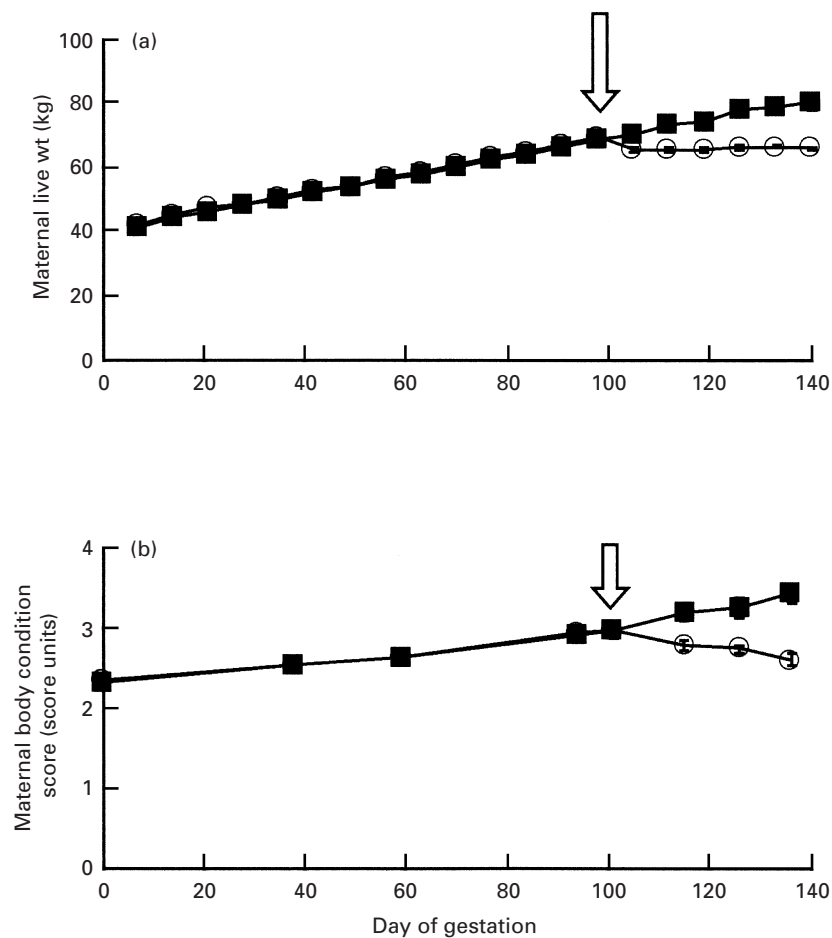 (a)
Maternal live wt (kg)
100
80
60
40
20
0
0 20 40 60 80 100 120 140
(b)
Maternal body condition
score (score units)
4
3
2
1
0
0 20 40 60 80 100 120 140
Day of gestation